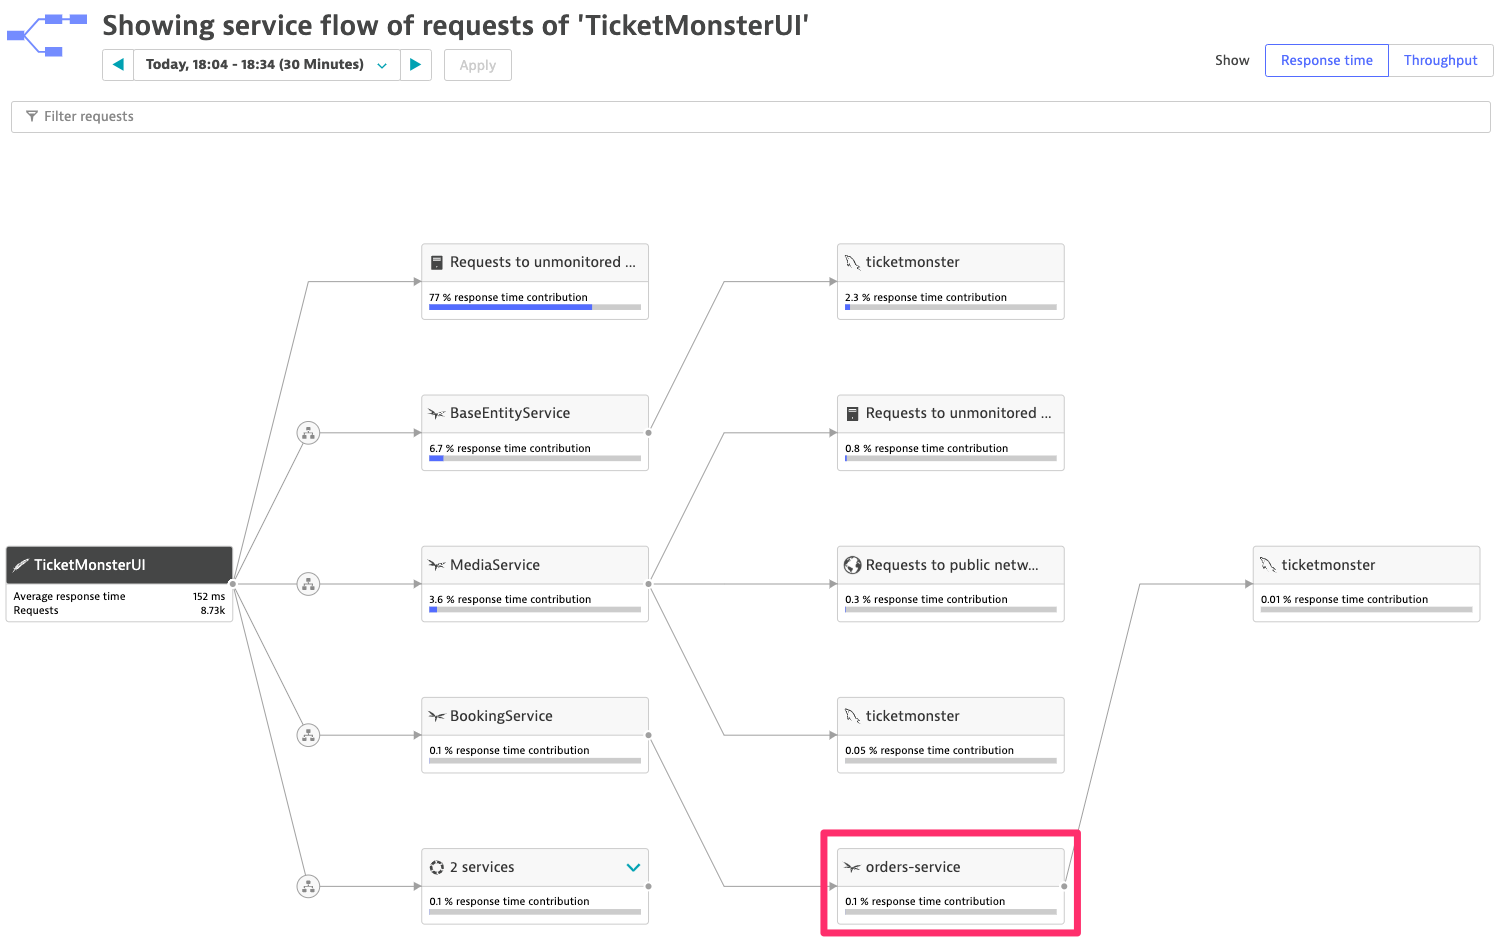 Showing service flow of requests of 'TicketMonsterUI'
Today, 18:04 - 18:34 (30 Minutes)
Apply
Show
Response time
Throughput
Filter requests
Requests to unmonitored ...
77 % response time contribution
ticketmonster
2.3 % response time contribution
BaseEntityService
6.7 % response time contribution
Requests to unmonitored ...
0.8 % response time contribution
TicketMonsterUI
Average response time 152 ms
Requests 8.73k
MediaService
3.6 % response time contribution
Requests to public netw...
0.3 % response time contribution
ticketmonster
0.01 % response time contribution
BookingService
0.1 % response time contribution
ticketmonster
0.05 % response time contribution
2 services
0.1 % response time contribution
orders-service
0.1 % response time contribution